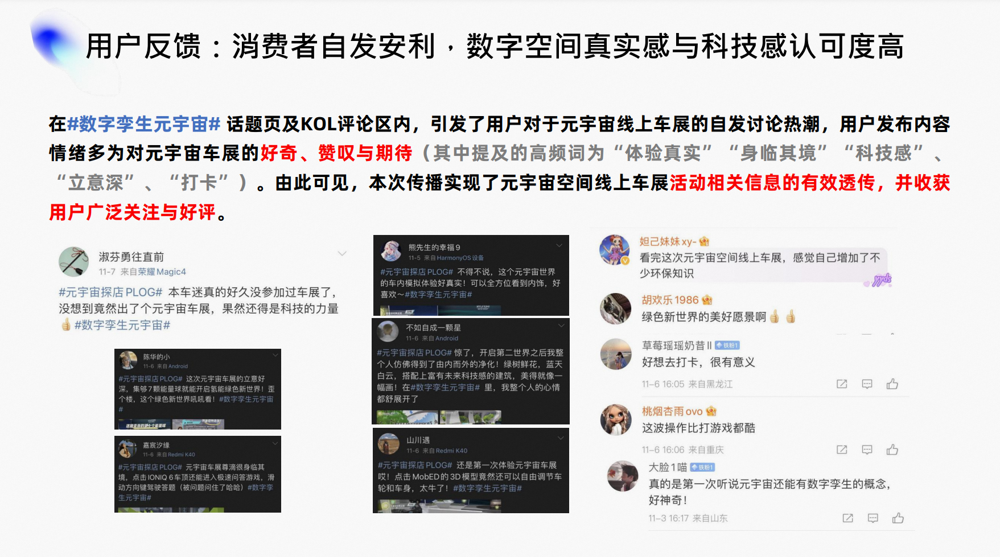 用户反馈：消费者自发安利，数字空间真实感与科技感认可度高
在#数字孪生元宇宙# 话题页及KOL评论区内，引发了用户对于元宇宙线上车展的自发讨论热潮，用户发布内容
情绪多为对元宇宙车展的好奇、赞叹与期待（其中提及的高频词为“体验真实”“身临其境”“科技感”、
“立意深”、“打卡”）。由此可见，本次传播实现了元宇宙空间线上车展活动相关信息的有效透传，并收获
用户广泛关注与好评。
淑芬勇往直前
11-7 来自荣耀Magic4
#元宇宙探店PLOG# 本车迷真的好久没参加过车展了，
没想到竟然出了个元宇宙车展，果然还得是科技的力量
👍#数字孪生元宇宙#
陈华的小
11-6 来自Android
#元宇宙探店PLOG# 这次元宇宙车展的立意好
深，集够7颗能量球就能开启氢能绿色新世界！歪
个楼，这个绿色新世界吼吼看！#数字孪生元宇宙
#
嘉宸汐缘
11-6 来自Redmi K40
#元宇宙探店PLOG# 元宇宙车展尊滴很身临其
境，点击IONIQ 6车顶还能进入极速问答游戏，滑
动方向键驾驶答题（被问题问住了哈哈）#数字孪
生元宇宙#
熊先生的幸福9
11-5 来自HarmonyOS设备
#元宇宙探店PLOG# 不得不说，这个元宇宙世界
的车内模拟体验好真实！可以全方位看到内饰，好
喜欢～#数字孪生元宇宙#
不如自成一颗星
11-6 来自Android
#元宇宙探店PLOG# 惊了，开启第二世界之后我整
个人仿佛得到了由内而外的净化！绿树鲜花，蓝天
白云，搭配上富有未来科技感的建筑，美得就像一
幅画！在#数字孪生元宇宙# 里，我整个人的心情
都舒展开了
山川遇
11-6 来自Redmi K40
#元宇宙探店PLOG# 还是第一次体验元宇宙车展
哎！点击MobED的3D模型竟然还可以自由调节车
轮和车身，太牛了！#数字孪生元宇宙#
妲己妹妹xy-
看完这次元宇宙空间线上车展，感觉自己增加了不
少环保知识
yyds
胡欢乐1986
绿色新世界的美好愿景啊👍👍
草莓瑶瑶奶昔II 铁粉1
好想去打卡，很有意义
11-6 16:05 来自黑龙江
桃烟杏雨ovo
这波操作比打游戏都酷
11-6 16:06 来自重庆
大脸1喵 铁粉1
真的是第一次听说元宇宙还能有数字孪生的概念，
好神奇！
11-3 16:17 来自山东